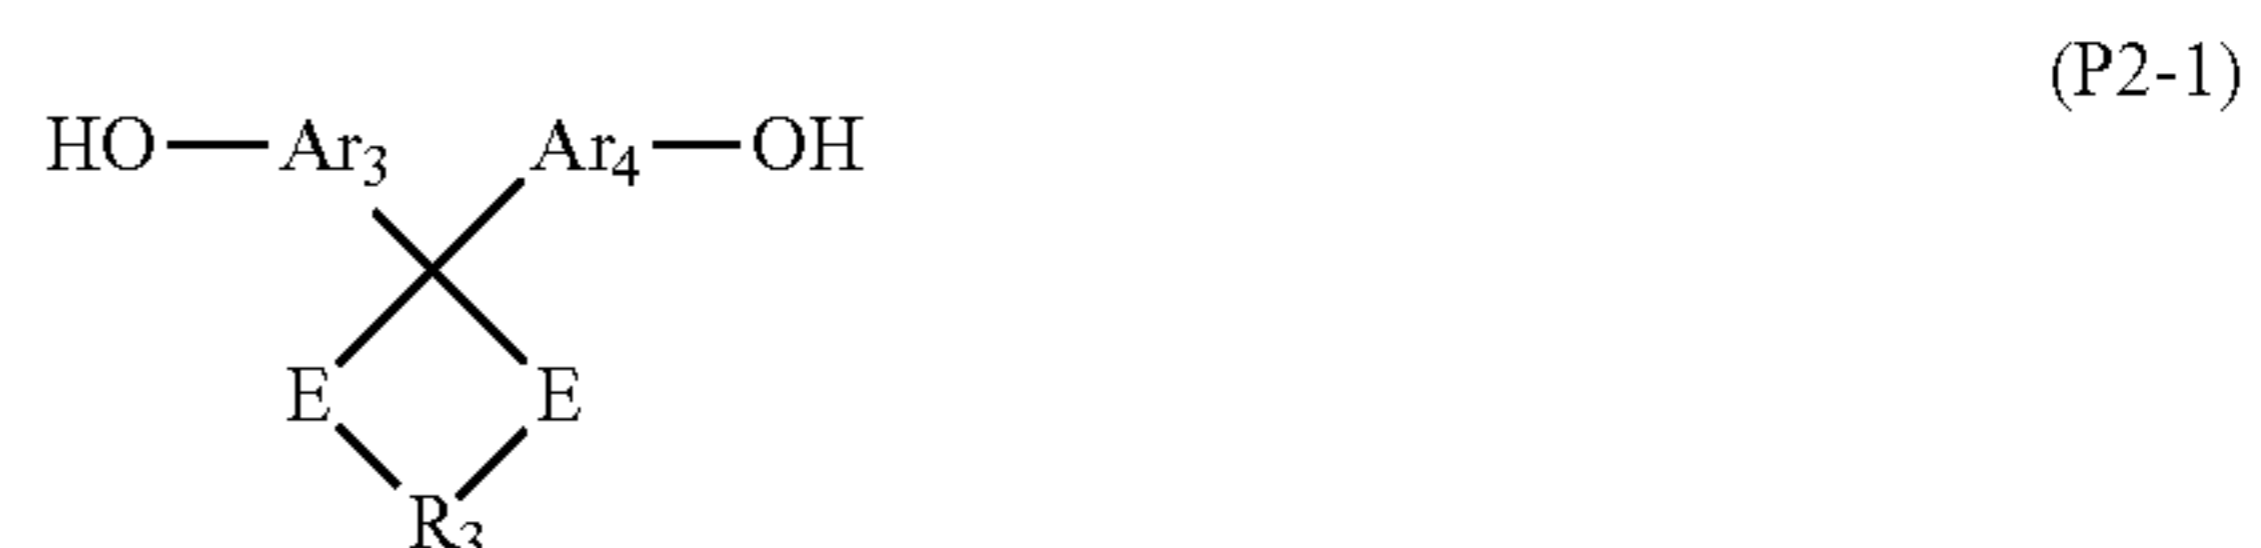 (P2-1)
HO—Ar₃ Ar₄—OH
E E
R₃